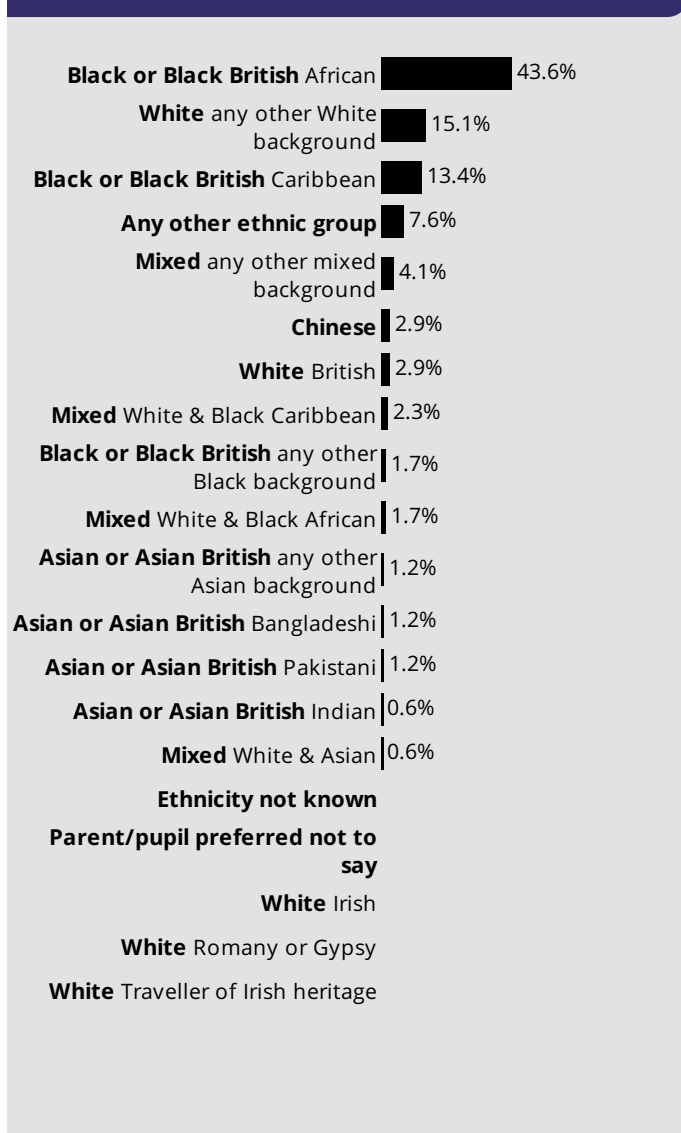 Black or Black British African 43.6%
White any other White
background 15.1%
Black or Black British Caribbean 13.4%
Any other ethnic group 7.6%
Mixed any other mixed
background 4.1%
Chinese 2.9%
White British 2.9%
Mixed White & Black Caribbean 2.3%
Black or Black British any other
Black background 1.7%
Mixed White & Black African 1.7%
Asian or Asian British any other
Asian background 1.2%
Asian or Asian British Bangladeshi 1.2%
Asian or Asian British Pakistani 1.2%
Asian or Asian British Indian 0.6%
Mixed White & Asian 0.6%
Ethnicity not known
Parent/pupil preferred not to
say
White Irish
White Romany or Gypsy
White Traveller of Irish heritage